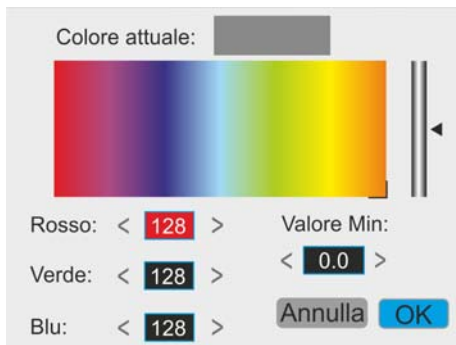 Colore attuale:
Rosso: < 128 >
Valore Min:
< 0.0 >
Verde: < 128 >
Blu: < 128 >
Annulla OK